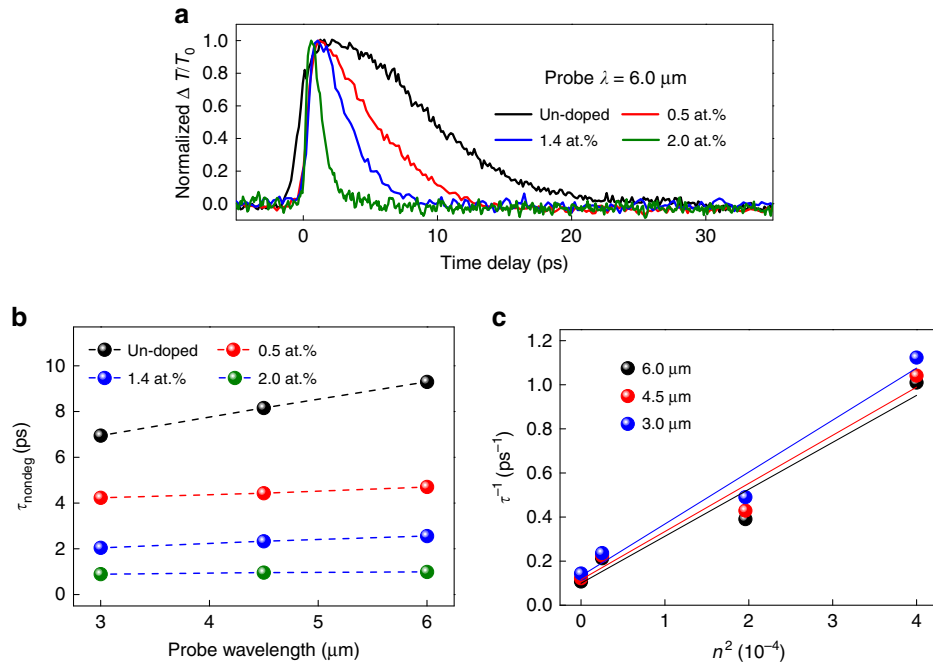 a
Normalized Δ T/T0
1.0
0.8
0.6
0.4
0.2
0.0
Probe λ = 6.0 μm
Un-doped
0.5 at.%
1.4 at.%
2.0 at.%
0
10
20
30
Time delay (ps)
b
τnondeg (ps)
10
8
6
4
2
0
Un-doped
0.5 at.%
1.4 at.%
2.0 at.%
3
4
5
6
Probe wavelength (μm)
c
τ⁻¹ (ps⁻¹)
1.2
1.0
0.8
0.6
0.4
0.2
0.0
6.0 μm
4.5 μm
3.0 μm
0
1
2
3
4
n² (10⁻⁴)